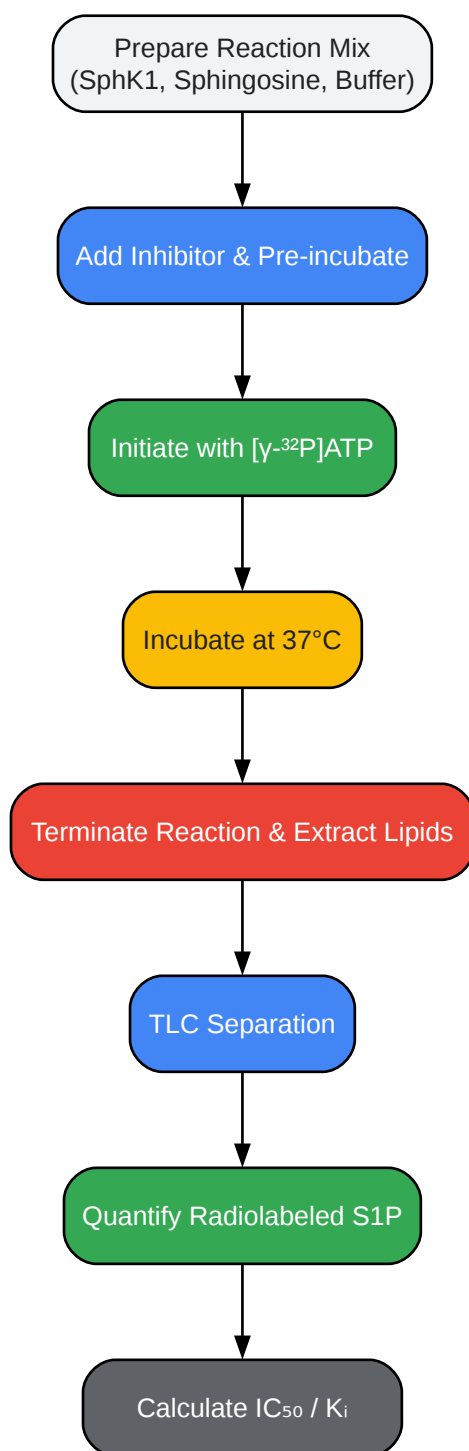 Prepare Reaction Mix
(SphK1, Sphingosine, Buffer)
Add Inhibitor & Pre-incubate
Initiate with [γ-³²P]ATP
Incubate at 37°C
Terminate Reaction & Extract Lipids
TLC Separation
Quantify Radiolabeled S1P
Calculate IC₅₀ / Kᵢ